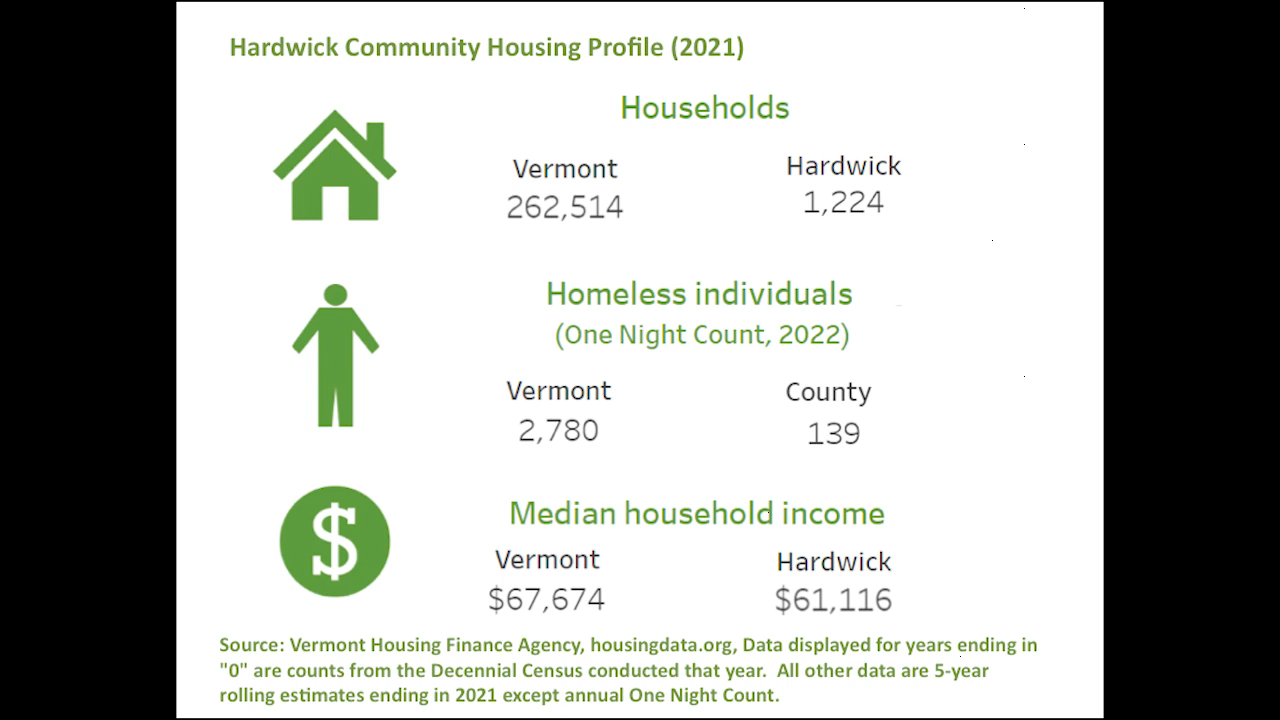 Hardwick Community Housing Profile (2021)
Households
Vermont Hardwick
262,514 1,224
Homeless individuals
(One Night Count, 2022)
Vermont County
2,780 139
$
Median household income
Vermont Hardwick
$67,674 $61,116
Source: Vermont Housing Finance Agency, housingdata.org, Data displayed for years ending in
"0" are counts from the Decennial Census conducted that year. All other data are 5-year
rolling estimates ending in 2021 except annual One Night Count.